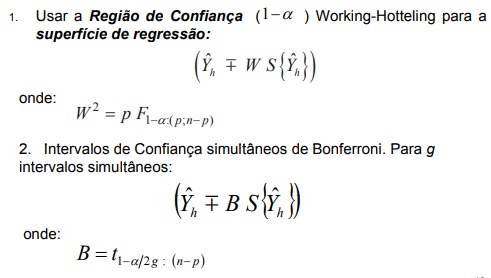 1. Usar a Região de Confiança (1−α ) Working-Hotteling para a
superfície de regressão:
(Ŷ_h ∓ W S{Ŷ_h})
onde:
W² = p F_{1−α:(p;n−p)}
2. Intervalos de Confiança simultâneos de Bonferroni. Para g
intervalos simultâneos:
(Ŷ_h ∓ B S{Ŷ_h})
onde:
B = t_{1−α/2g : (n−p)}